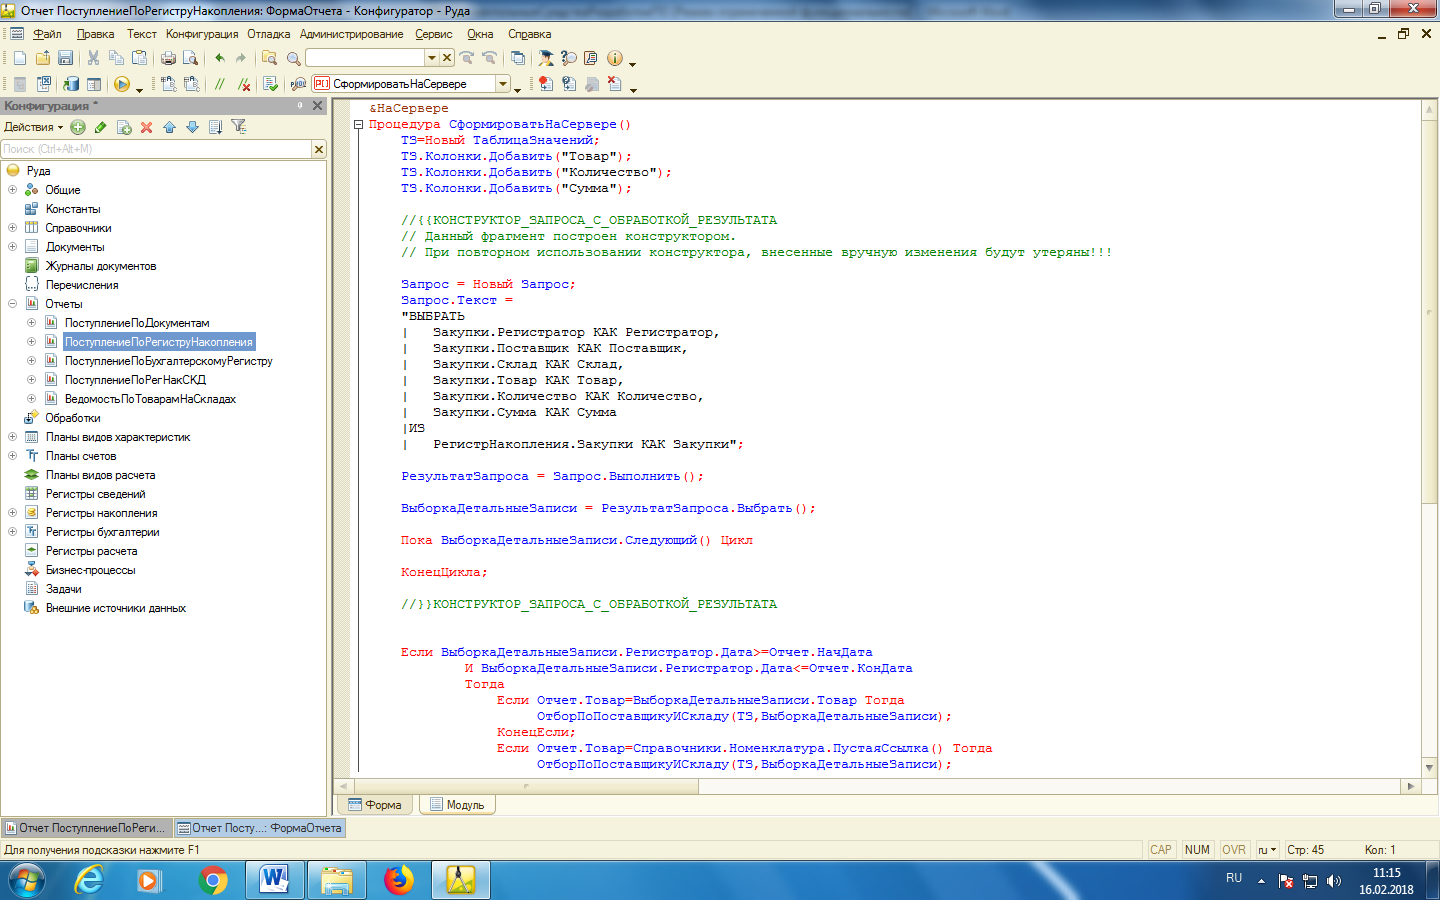 Отчет ПоступлениеПоРегиструНакопления: ФормаОтчета - Конфигуратор - Руда
Файл Правка Текст Конфигурация Отладка Администрирование Сервис Окна Справка
СформироватьНаСервере
Конфигурация *
Действия
Поиск (Ctrl+Alt+M)
Руда
Общие
Константы
Справочники
Документы
Журналы документов
Перечисления
Отчеты
ПоступлениеПоДокументам
ПоступлениеПоРегиструНакопления
ПоступлениеПоБухгалтерскомуРегистру
ПоступлениеПоРегНакСКД
ВедомостьПоТоварамНаСкладах
Обработки
Планы видов характеристик
Планы счетов
Планы видов расчета
Регистры сведений
Регистры накопления
Регистры бухгалтерии
Регистры расчета
Бизнес-процессы
Задачи
Внешние источники данных
&НаСервере
Процедура СформироватьНаСервере()
ТЗ=Новый ТаблицаЗначений;
ТЗ.Колонки.Добавить("Товар");
ТЗ.Колонки.Добавить("Количество");
ТЗ.Колонки.Добавить("Сумма");
//{{КОНСТРУКТОР_ЗАПРОСА_С_ОБРАБОТКОЙ_РЕЗУЛЬТАТА
// Данный фрагмент построен конструктором.
// При повторном использовании конструктора, внесенные вручную изменения будут утеряны!!!
Запрос = Новый Запрос;
Запрос.Текст =
"ВЫБРАТЬ
| Закупки.Регистратор КАК Регистратор,
| Закупки.Поставщик КАК Поставщик,
| Закупки.Склад КАК Склад,
| Закупки.Товар КАК Товар,
| Закупки.Количество КАК Количество,
| Закупки.Сумма КАК Сумма
|ИЗ
| РегистрНакопления.Закупки КАК Закупки";
РезультатЗапроса = Запрос.Выполнить();
ВыборкаДетальныеЗаписи = РезультатЗапроса.Выбрать();
Пока ВыборкаДетальныеЗаписи.Следующий() Цикл
КонецЦикла;
//}}КОНСТРУКТОР_ЗАПРОСА_С_ОБРАБОТКОЙ_РЕЗУЛЬТАТА
Если ВыборкаДетальныеЗаписи.Регистратор.Дата>=Отчет.НачДата
И ВыборкаДетальныеЗаписи.Регистратор.Дата<=Отчет.КонДата
Тогда
Если Отчет.Товар=ВыборкаДетальныеЗаписи.Товар Тогда
ОтборПоПоставщикуИСкладу(ТЗ,ВыборкаДетальныеЗаписи);
КонецЕсли;
Если Отчет.Товар=Справочники.Номенклатура.ПустаяСсылка() Тогда
ОтборПоПоставщикуИСкладу(ТЗ,ВыборкаДетальныеЗаписи);
Форма Модуль
Отчет ПоступлениеПоРеги... Отчет Посту...: ФормаОтчета
Для получения подсказки нажмите F1 CAP NUM OVR ru Стр: 45 Кол: 1
RU 11:15
16.02.2018